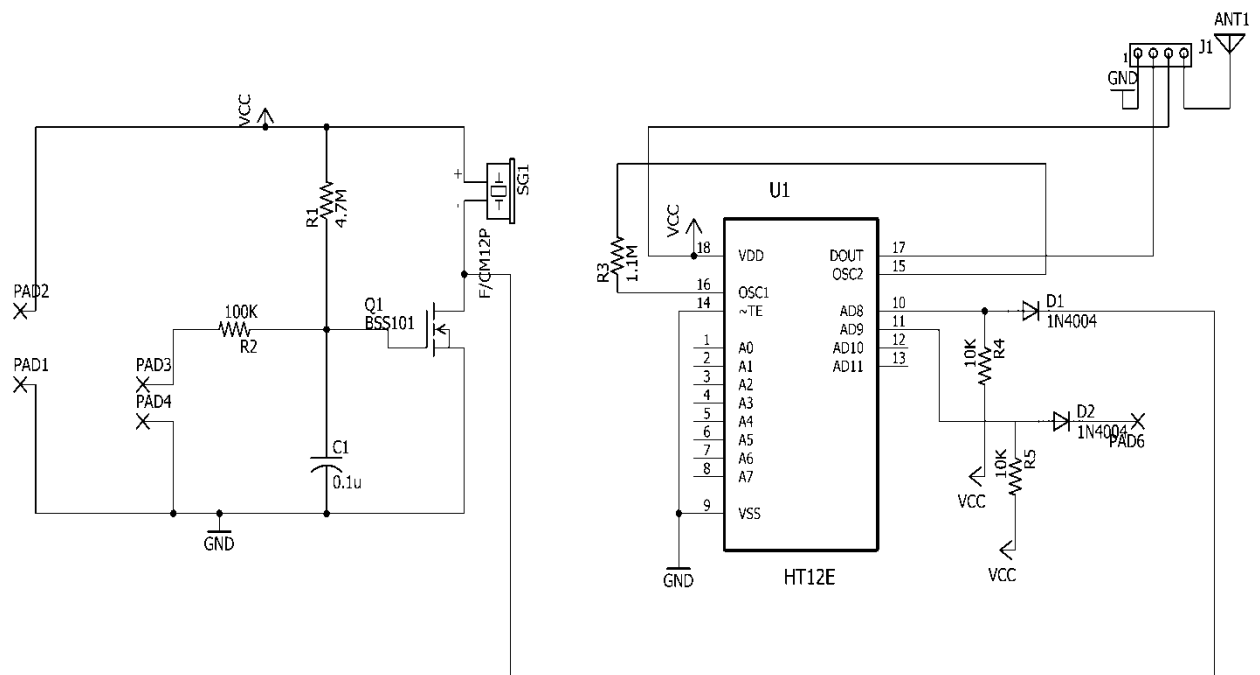 ANT1
J1
1
GND
VCC
+
-
SG1
F/CM12P
R1
4.7M
PAD2
PAD1
PAD3
PAD4
100K
R2
Q1
BSS101
C1
0.1u
GND
U1
VCC
R3
1.1M
18 VDD
16 OSC1
14 ~TE
1 A0
2 A1
3 A2
4 A3
5 A4
6 A5
7 A6
8 A7
9 VSS
DOUT 17
OSC2 15
AD8 10
AD9 11
AD10 12
AD11 13
HT12E
GND
D1
1N4004
10K
R4
D2
1N4004
PAD6
10K
R5
VCC
VCC